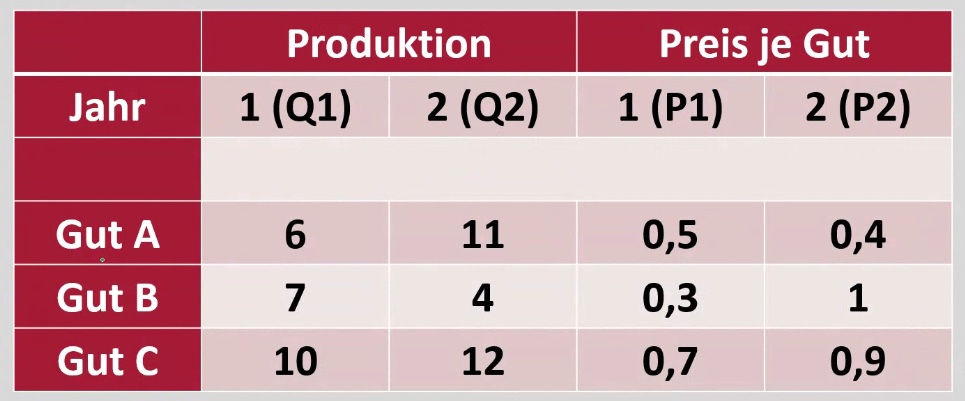 Produktion Preis je Gut
Jahr 1 (Q1) 2 (Q2) 1 (P1) 2 (P2)
Gut A 6 11 0,5 0,4
Gut B 7 4 0,3 1
Gut C 10 12 0,7 0,9